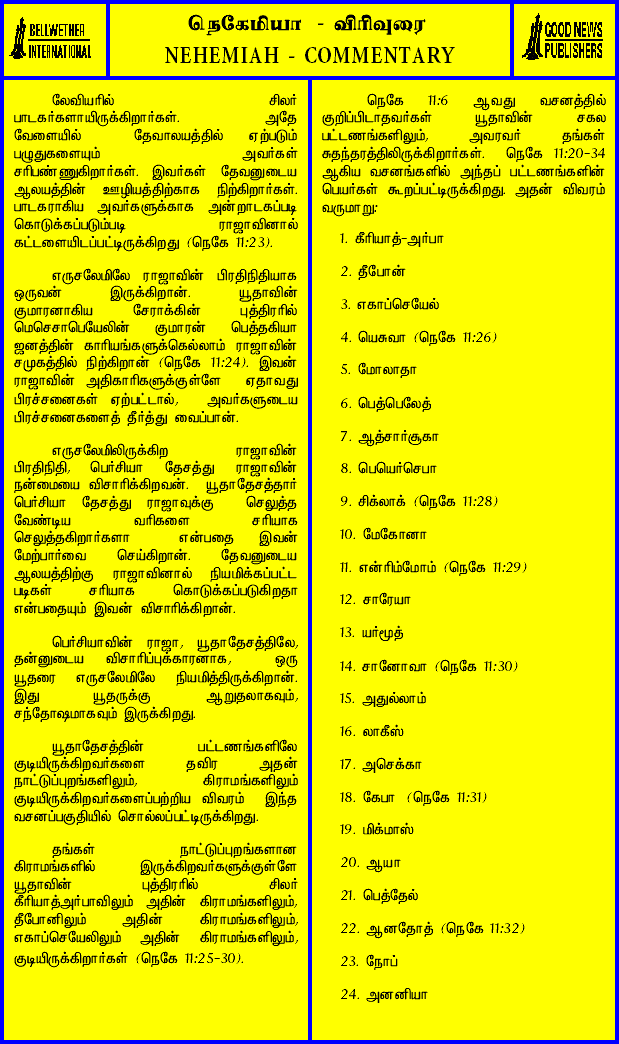 BELLWETHER
INTERNATIONAL
நெகேமியா - விரிவுரை
NEHEMIAH - COMMENTARY
GOOD NEWS
PUBLISHERS
லேவியரில் சிலர்
பாடகர்களாயிருக்கிறார்கள். அதே
வேளையில் தேவாலயத்தில் ஏற்படும்
பழுதுகளையும் அவர்கள்
சரிபண்ணுகிறார்கள். இவர்கள் தேவனுடைய
ஆலயத்தின் ஊழியத்திற்காக நிற்கிறார்கள்.
பாடகராகிய அவர்களுக்காக அன்றாடகப்படி
கொடுக்கப்படும்படி ராஜாவினால்
கட்டளையிடப்பட்டிருக்கிறது (நெகே 11:23).
எருசலேமிலே ராஜாவின் பிரதிநிதியாக
ஒருவன் இருக்கிறான். யூதாவின்
குமாரனாகிய சேராக்கின் புத்திரரில்
மெசெசாபெயேலின் குமாரன் பெத்தகியா
ஜனத்தின் காரியங்களுக்கெல்லாம் ராஜாவின்
சமுகத்தில் நிற்கிறான் (நெகே 11:24). இவன்
ராஜாவின் அதிகாரிகளுக்குள்ளே ஏதாவது
பிரச்சனைகள் ஏற்பட்டால், அவர்களுடைய
பிரச்சனைகளைத் தீர்த்து வைப்பான்.
எருசலேமிலிருக்கிற ராஜாவின்
பிரதிநிதி, பெர்சியா தேசத்து ராஜாவின்
நன்மையை விசாரிக்கிறவன். யூதாதேசத்தார்
பெர்சியா தேசத்து ராஜாவுக்கு செலுத்த
வேண்டிய வரிகளை சரியாக
செலுத்தகிறார்களா என்பதை இவன்
மேற்பார்வை செய்கிறான். தேவனுடைய
ஆலயத்திற்கு ராஜாவினால் நியமிக்கப்பட்ட
படிகள் சரியாக கொடுக்கப்படுகிறதா
என்பதையும் இவன் விசாரிக்கிறான்.
பெர்சியாவின் ராஜா, யூதாதேசத்திலே,
தன்னுடைய விசாரிப்புக்காரனாக, ஒரு
யூதரை எருசலேமிலே நியமித்திருக்கிறான்.
இது யூதருக்கு ஆறுதலாகவும்,
சந்தோஷமாகவும் இருக்கிறது.
யூதாதேசத்தின் பட்டணங்களிலே
குடியிருக்கிறவர்களை தவிர அதன்
நாட்டுப்புறங்களிலும், கிராமங்களிலும்
குடியிருக்கிறவர்களைப்பற்றிய விவரம் இந்த
வசனப்பகுதியில் சொல்லப்பட்டிருக்கிறது.
தங்கள் நாட்டுப்புறங்களான
கிராமங்களில் இருக்கிறவர்களுக்குள்ளே
யூதாவின் புத்திரரில் சிலர்
கீரியாத்அர்பாவிலும் அதின் கிராமங்களிலும்,
தீபோனிலும் அதின் கிராமங்களிலும்,
எகாப்செயேலிலும் அதின் கிராமங்களிலும்,
குடியிருக்கிறார்கள் (நெகே 11:25-30).
நெகே 11:6 ஆவது வசனத்தில்
குறிப்பிடாதவர்கள் யூதாவின் சகல
பட்டணங்களிலும், அவரவர் தங்கள்
சுதந்தரத்திலிருக்கிறார்கள். நெகே 11:20-34
ஆகிய வசனங்களில் அந்தப் பட்டணங்களின்
பெயர்கள் கூறப்பட்டிருக்கிறது. அதன் விவரம்
வருமாறு:
1. கீரியாத்-அர்பா
2. தீபோன்
3. எகாப்செயேல்
4. யெசுவா (நெகே 11:26)
5. மோலாதா
6. பெத்பெலேத்
7. ஆத்சார்சூகா
8. பெயெர்செபா
9. சிக்லாக் (நெகே 11:28)
10. மேகோனா
11. என்ரிம்மோம் (நெகே 11:29)
12. சாரேயா
13. யர்மூத்
14. சானோவா (நெகே 11:30)
15. அதுல்லாம்
16. லாகீஸ்
17. அசெக்கா
18. கேபா (நெகே 11:31)
19. மிக்மாஸ்
20. ஆயா
21. பெத்தேல்
22. ஆனதோத் (நெகே 11:32)
23. நோப்
24. அனனியா